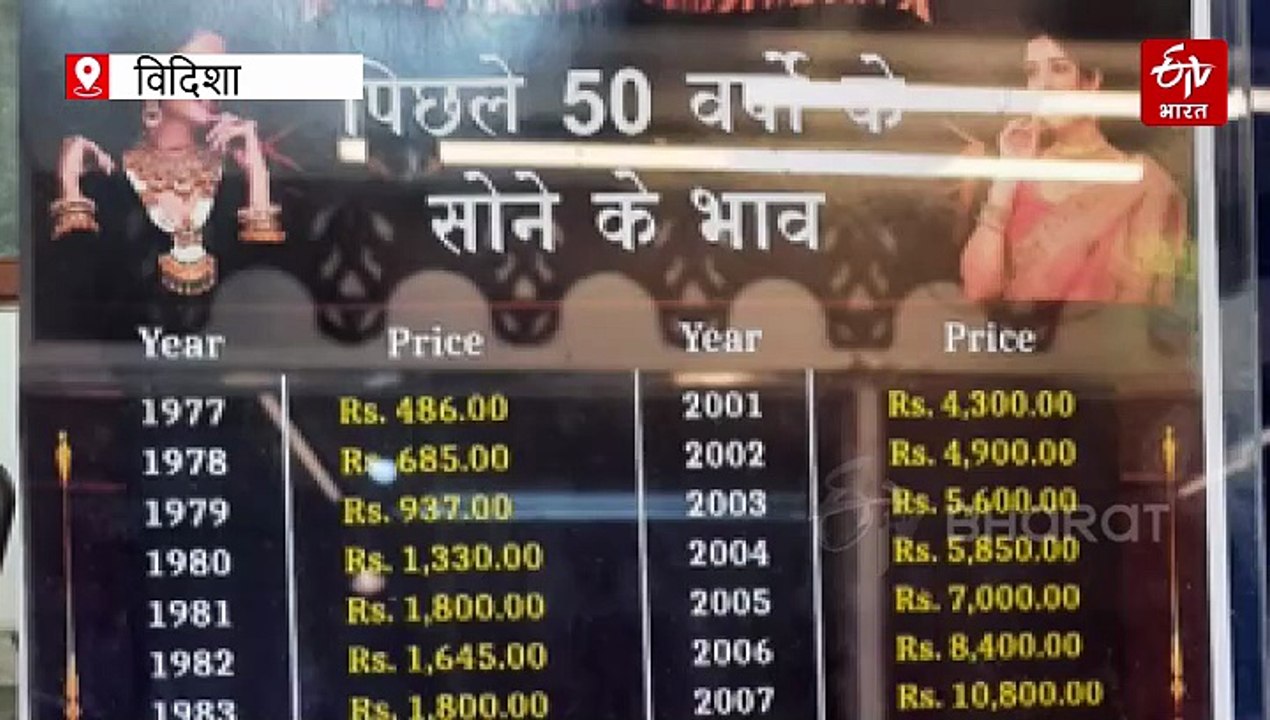 विदिशा
ETV
भारत
पिछले 50 वर्षो के
सोने के भाव
Year Price Year Price
1977 Rs. 486.00 2001 Rs. 4,300.00
1978 Rs. 685.00 2002 Rs. 4,900.00
1979 Rs. 937.00 2003 Rs. 5,600.00
1980 Rs. 1,330.00 2004 Rs. 5,850.00
1981 Rs. 1,800.00 2005 Rs. 7,000.00
1982 Rs. 1,645.00 2006 Rs. 8,400.00
1983 Rs. 1,800.00 2007 Rs. 10,800.00
ETV BHARAT